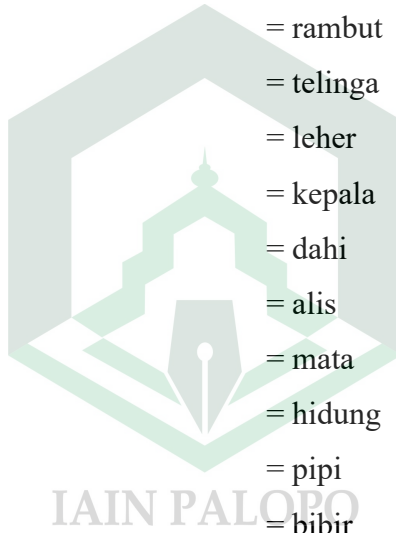 = rambut
= telinga
= leher
= kepala
= dahi
= alis
= mata
= hidung
= pipi
IAIN PALOPO
= bibir